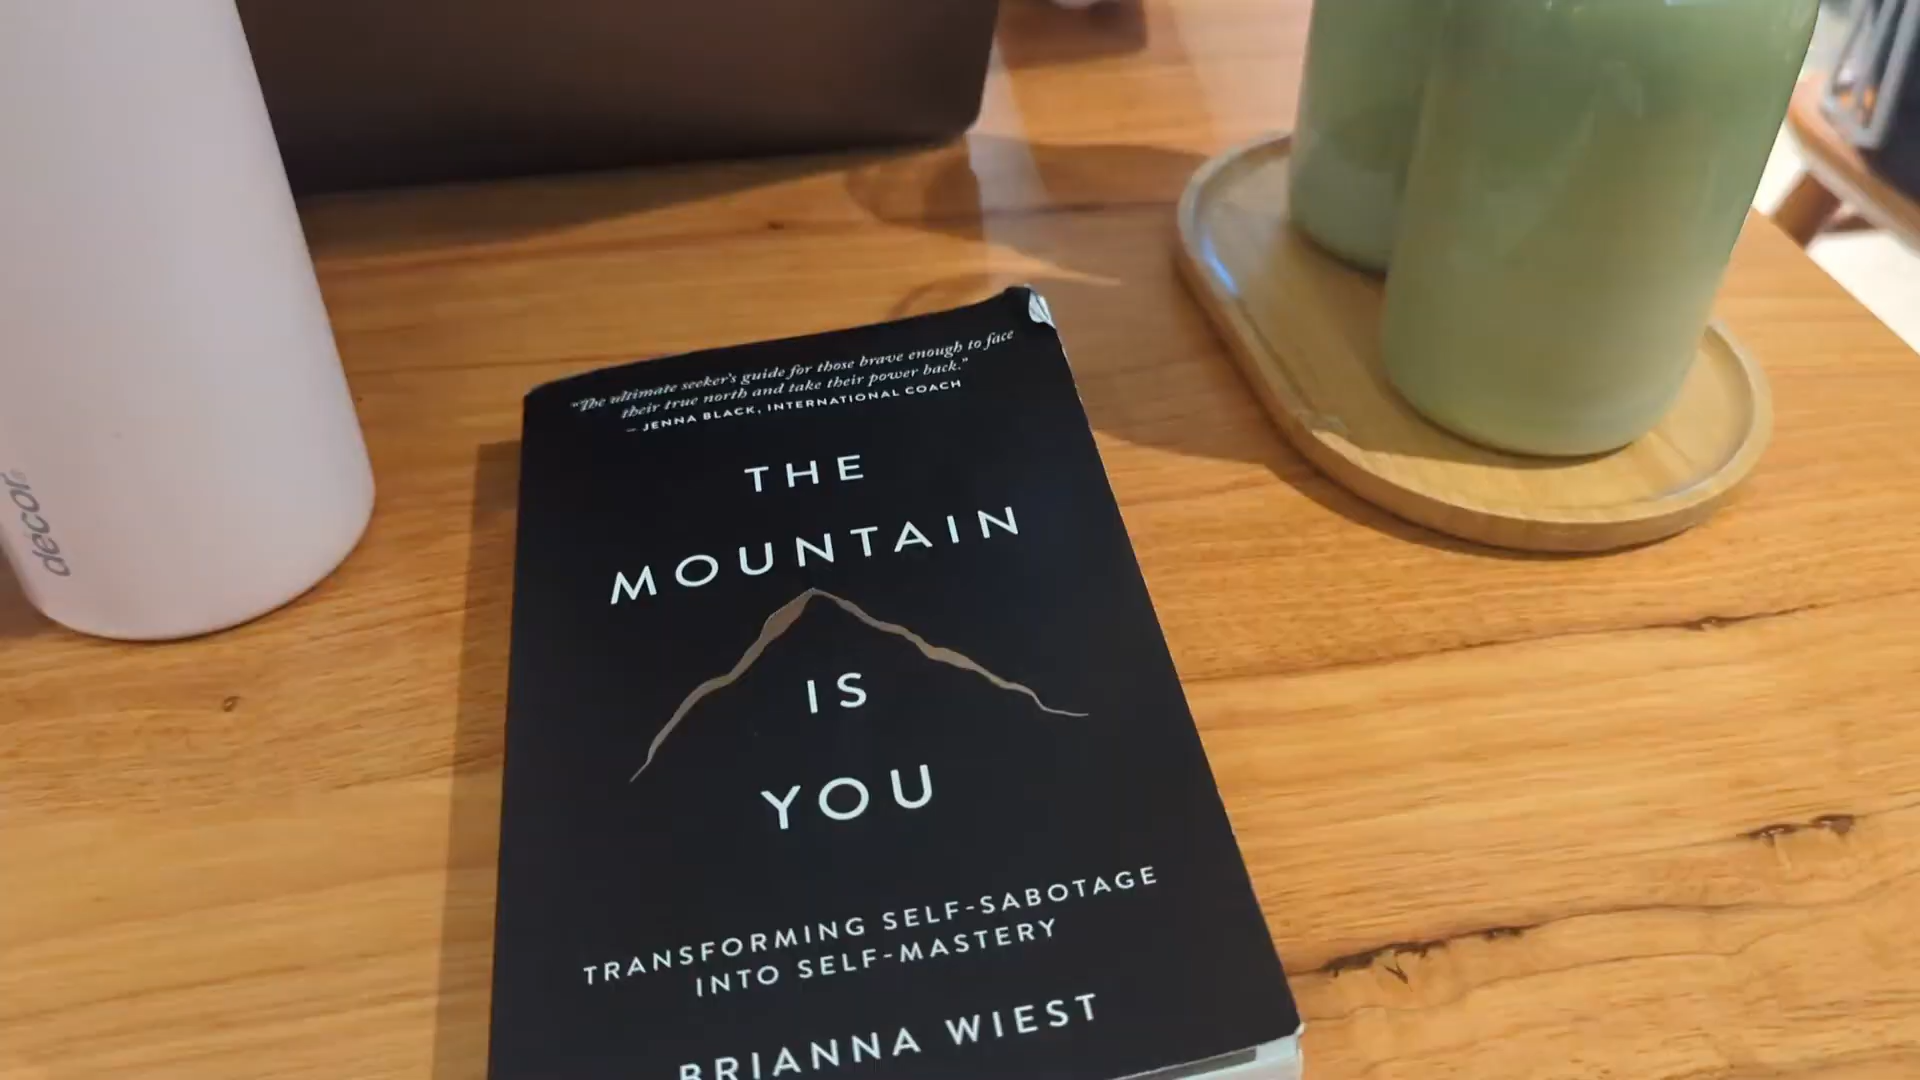 "The ultimate seeker's guide for those brave enough to face
their true north and take their power back."
– JENNA BLACK, INTERNATIONAL COACH
THE
MOUNTAIN
IS
YOU
TRANSFORMING SELF-SABOTAGE
INTO SELF-MASTERY
BRIANNA WIEST
décor